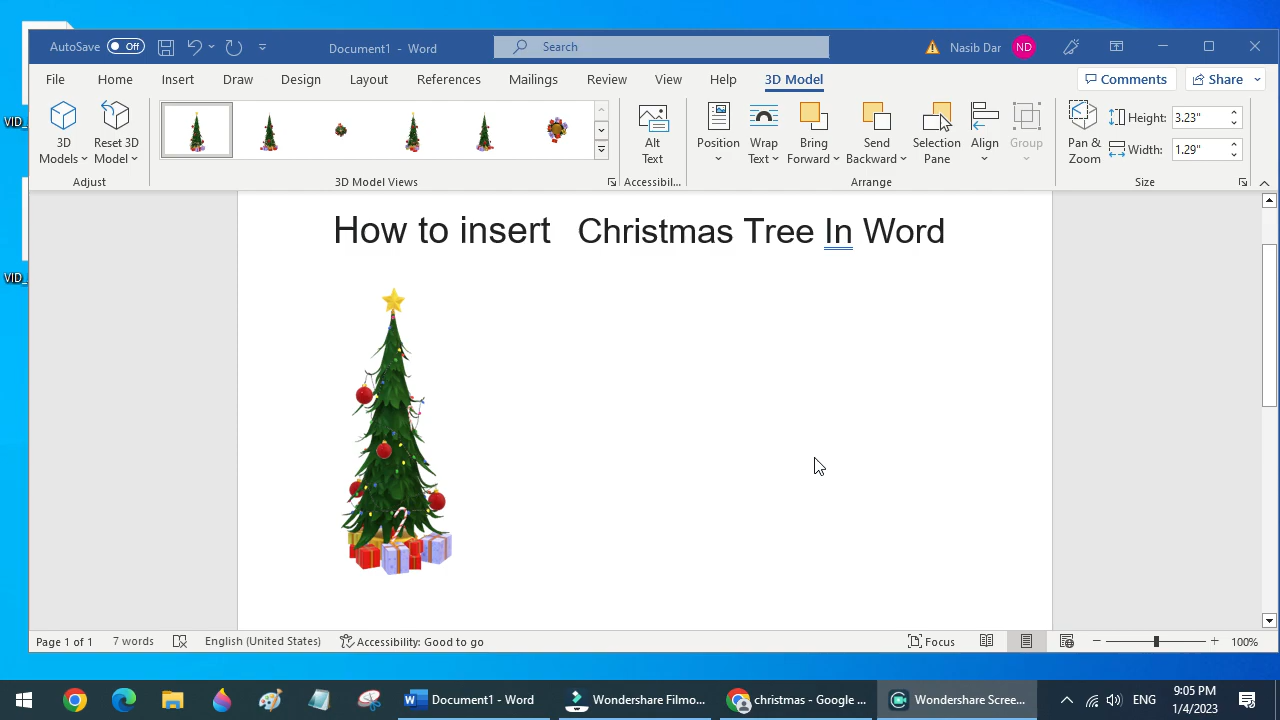 AutoSave Off Document1 - Word Search Nasib Dar ND
File Home Insert Draw Design Layout References Mailings Review View Help 3D Model Comments Share
3D Models
Reset 3D Model
Alt Text
Position
Wrap Text
Bring Forward
Send Backward
Selection Pane
Align
Group
Pan & Zoom
Height: 3.23"
Width: 1.29"
Adjust 3D Model Views Accessibil... Arrange Size
VID_
How to insert Christmas Tree In Word
VID_
Page 1 of 1 7 words English (United States) Accessibility: Good to go Focus 100%
Document1 - Word Wondershare Filmo... christmas - Google ... Wondershare Scree... ENG 9:05 PM
1/4/2023